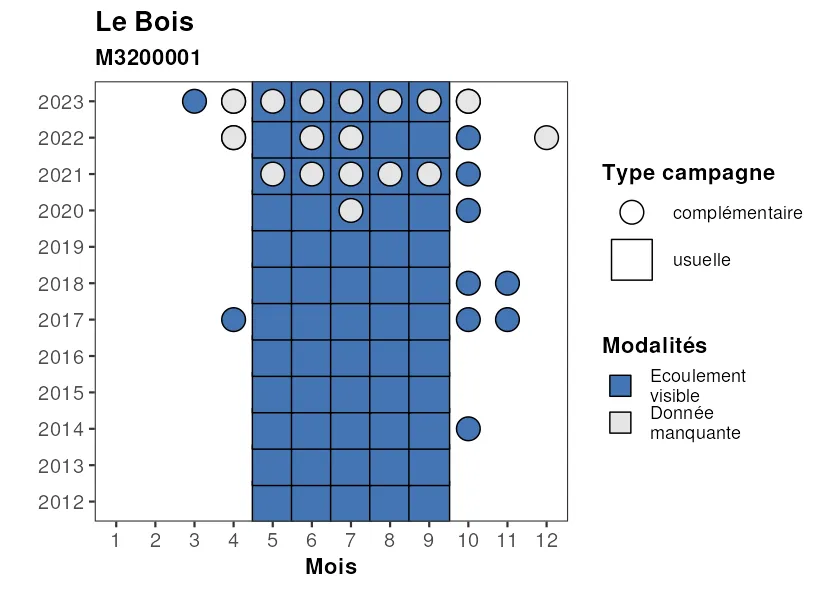 Le Bois
M3200001
2023
2022
2021
2020
2019
2018
2017
2016
2015
2014
2013
2012
1 2 3 4 5 6 7 8 9 10 11 12
Mois
Type campagne
complémentaire
usuelle
Modalités
Ecoulement
visible
Donnée
manquante